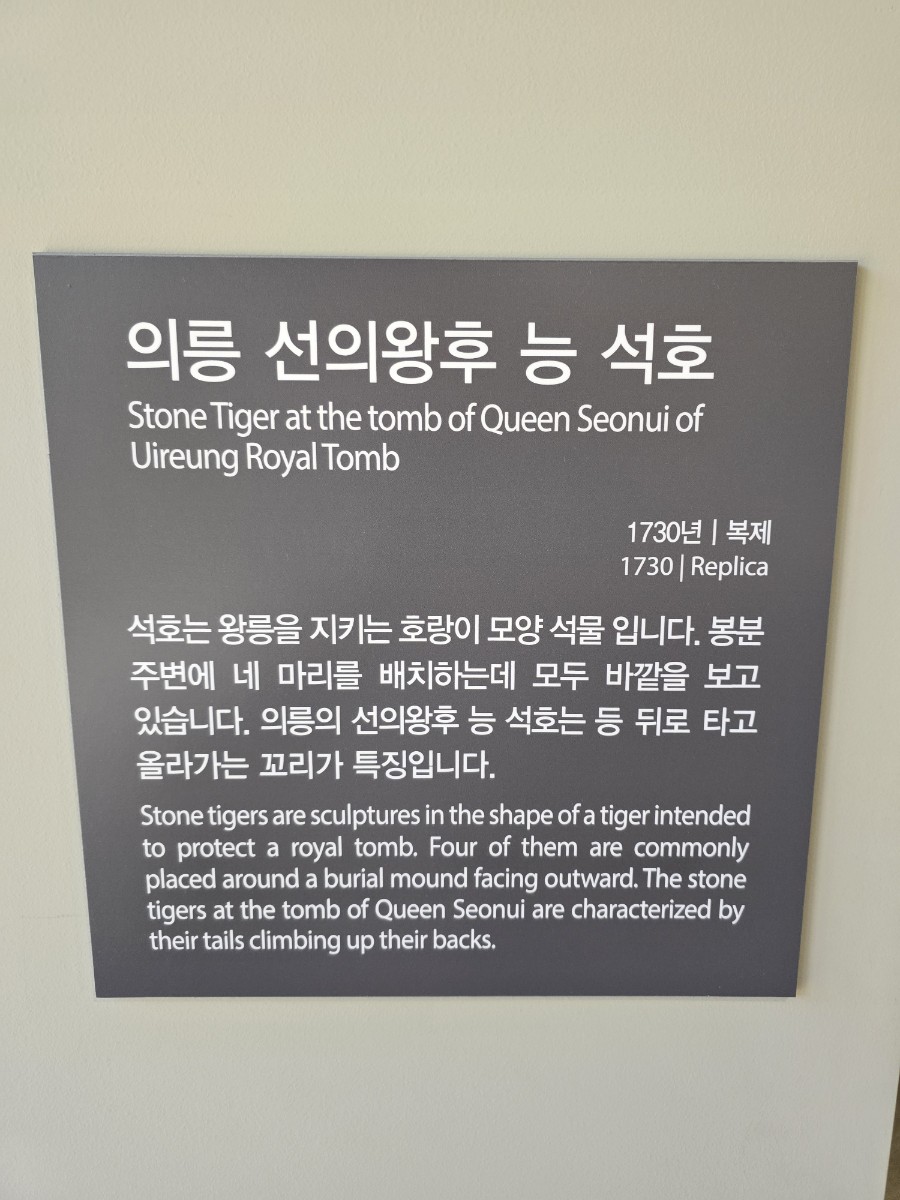 의릉 선의왕후 능 석호
Stone Tiger at the tomb of Queen Seonui of
Uireung Royal Tomb
1730년 | 복제
1730 | Replica
석호는 왕릉을 지키는 호랑이 모양 석물 입니다. 봉분
주변에 네 마리를 배치하는데 모두 바깥을 보고
있습니다. 의릉의 선의왕후 능 석호는 등 뒤로 타고
올라가는 꼬리가 특징입니다.
Stone tigers are sculptures in the shape of a tiger intended
to protect a royal tomb. Four of them are commonly
placed around a burial mound facing outward. The stone
tigers at the tomb of Queen Seonui are characterized by
their tails climbing up their backs.